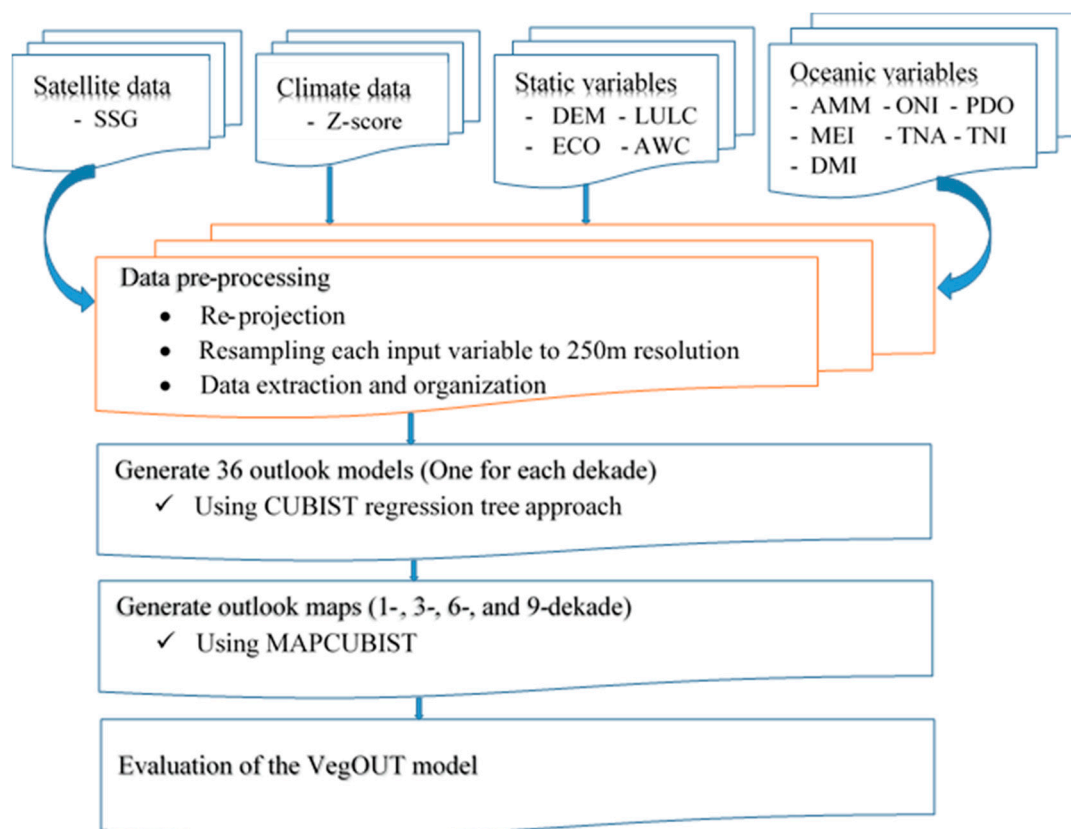 Satellite data
- SSG
Climate data
- Z-score
Static variables
- DEM - LULC
- ECO - AWC
Oceanic variables
- AMM - ONI - PDO
- MEI - TNA - TNI
- DMI
Data pre-processing
• Re-projection
• Resampling each input variable to 250m resolution
• Data extraction and organization
Generate 36 outlook models (One for each dekade)
✓ Using CUBIST regression tree approach
Generate outlook maps (1-, 3-, 6-, and 9-dekade)
✓ Using MAPCUBIST
Evaluation of the VegOUT model